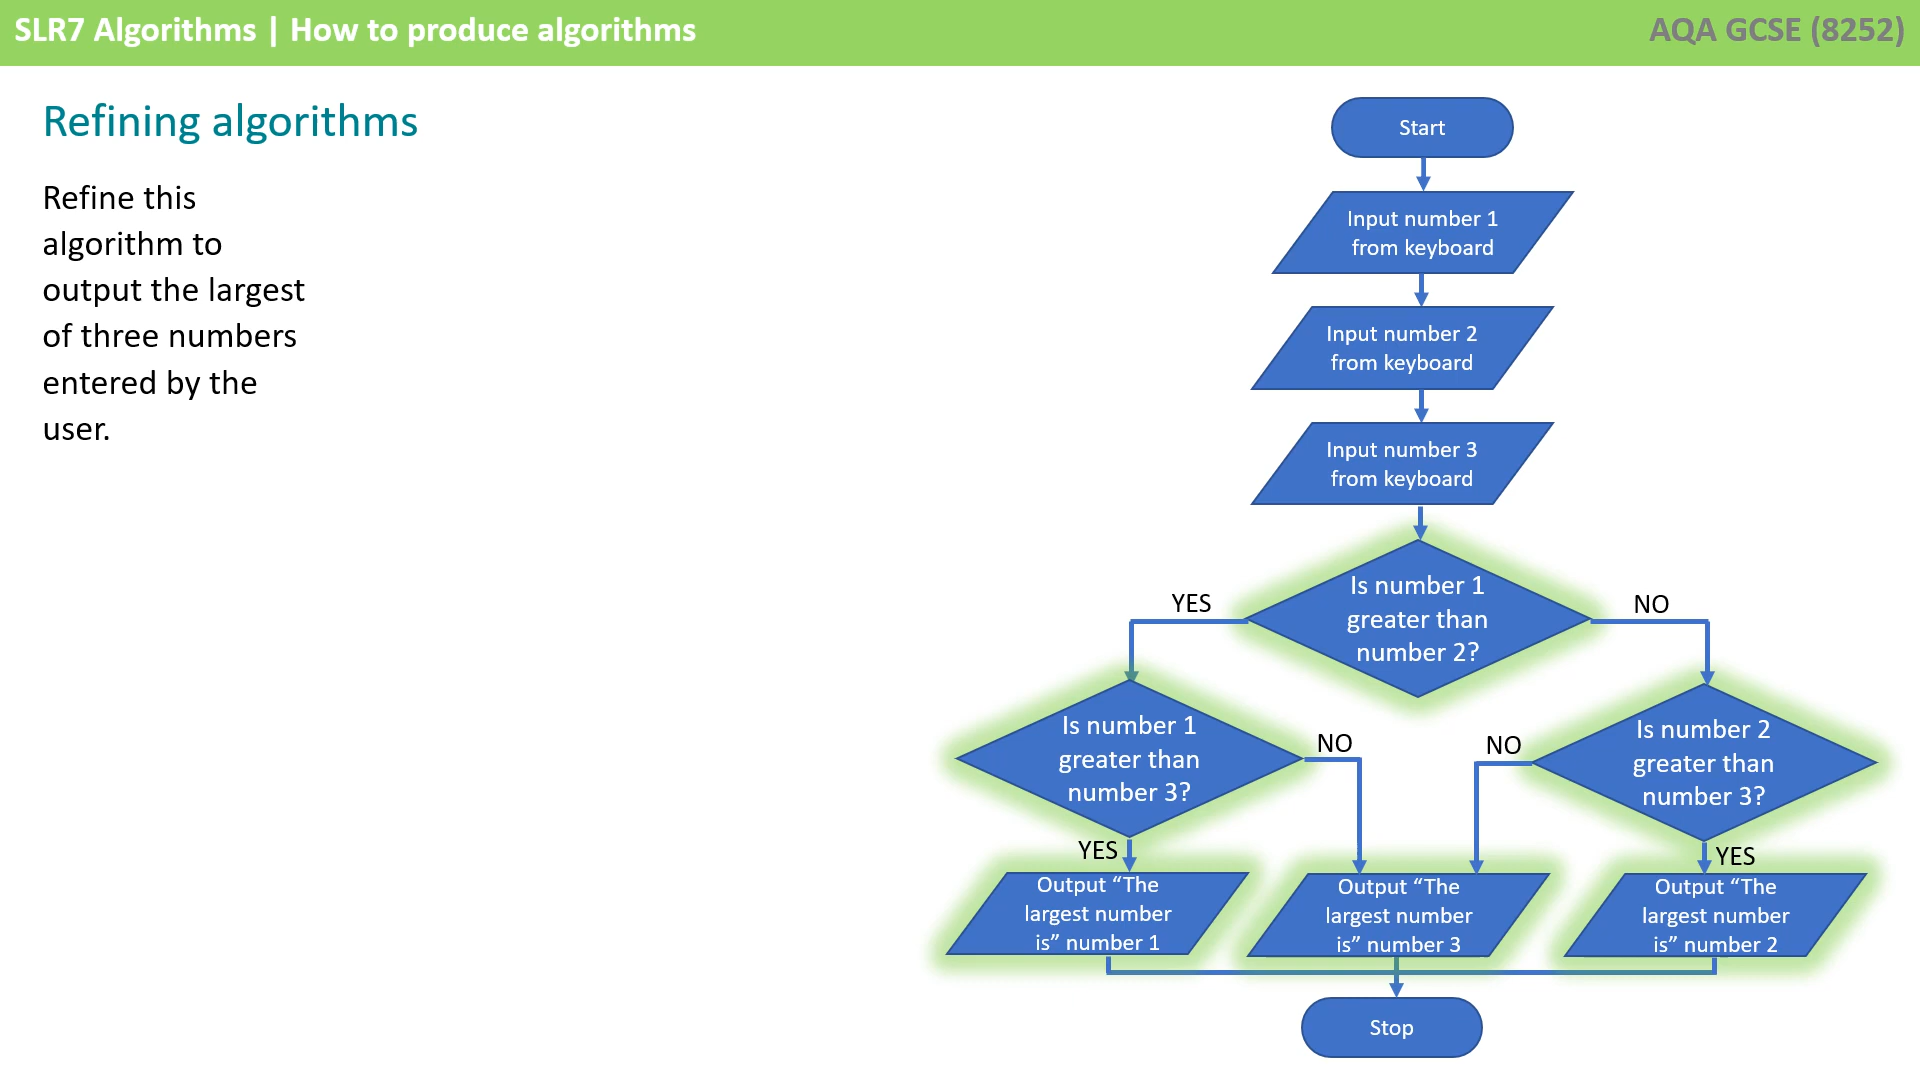 SLR7 Algorithms | How to produce algorithms
AQA GCSE (8252)
Refining algorithms
Refine this
algorithm to
output the largest
of three numbers
entered by the
user.
Start
Input number 1
from keyboard
Input number 2
from keyboard
Input number 3
from keyboard
Is number 1
greater than
number 2?
YES
NO
Is number 1
greater than
number 3?
NO
YES
Is number 2
greater than
number 3?
NO
YES
Output “The
largest number
is” number 1
Output “The
largest number
is” number 3
Output “The
largest number
is” number 2
Stop